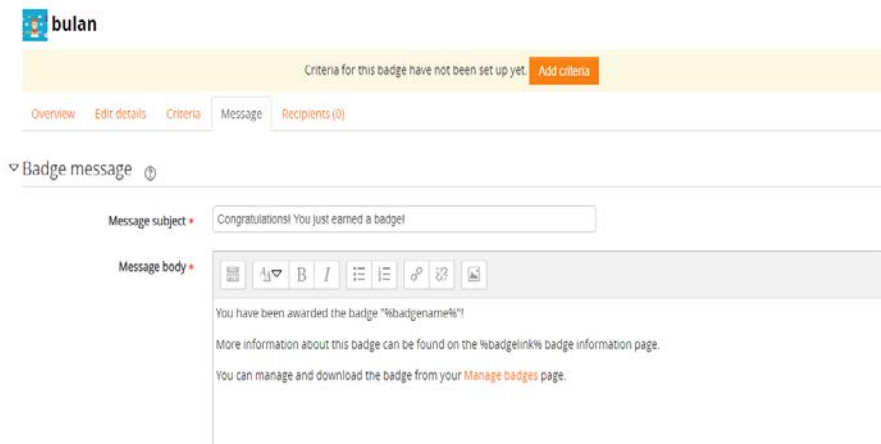 bulan
Criteria for this badge have not been set up yet. Add criteria
Overview Edit details Criteria Message Recipients (0)
Badge message
Message subject
Congratulations! You just earned a badge!
Message body
B I
You have been awarded the badge "%badgename%"!
More information about this badge can be found on the %badgelink% badge information page.
You can manage and download the badge from your Manage badges page.